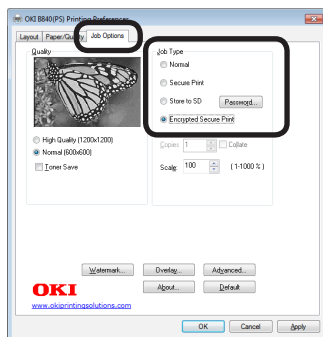 OKI B840(PS) Printing Preferences
Layout Paper/Quality Job Options
Quality
High Quality (1200x1200)
Normal (600x600)
Toner Save
Job Type
Normal
Secure Print
Store to SD Password...
Encrypted Secure Print
Copies 1 Collate
Scale: 100 (1-1000 %)
Watermark... Overlay... Advanced...
About... Default
OKI
www.okiprintingsolutions.com
OK Cancel Apply